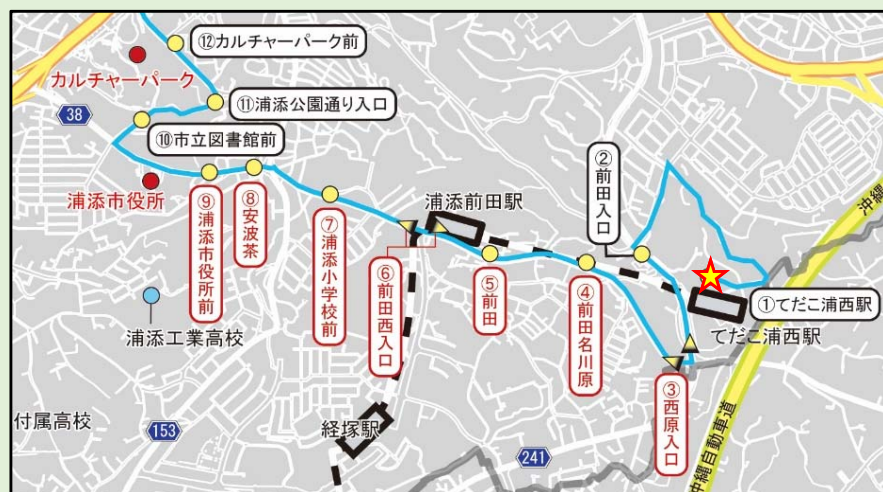 ⑫カルチャーパーク前
カルチャーパーク
38
⑪浦添公園通り入口
⑩市立図書館前
浦添市役所
⑨浦添市役所前
⑧安波茶
⑦浦添小学校前
浦添前田駅
⑥前田西入口
⑤前田
④前田名川原
②前田入口
①てだこ浦西駅
てだこ浦西駅
③西原入口
沖縄
沖縄自動車道
浦添工業高校
付属高校
153
経塚駅
241